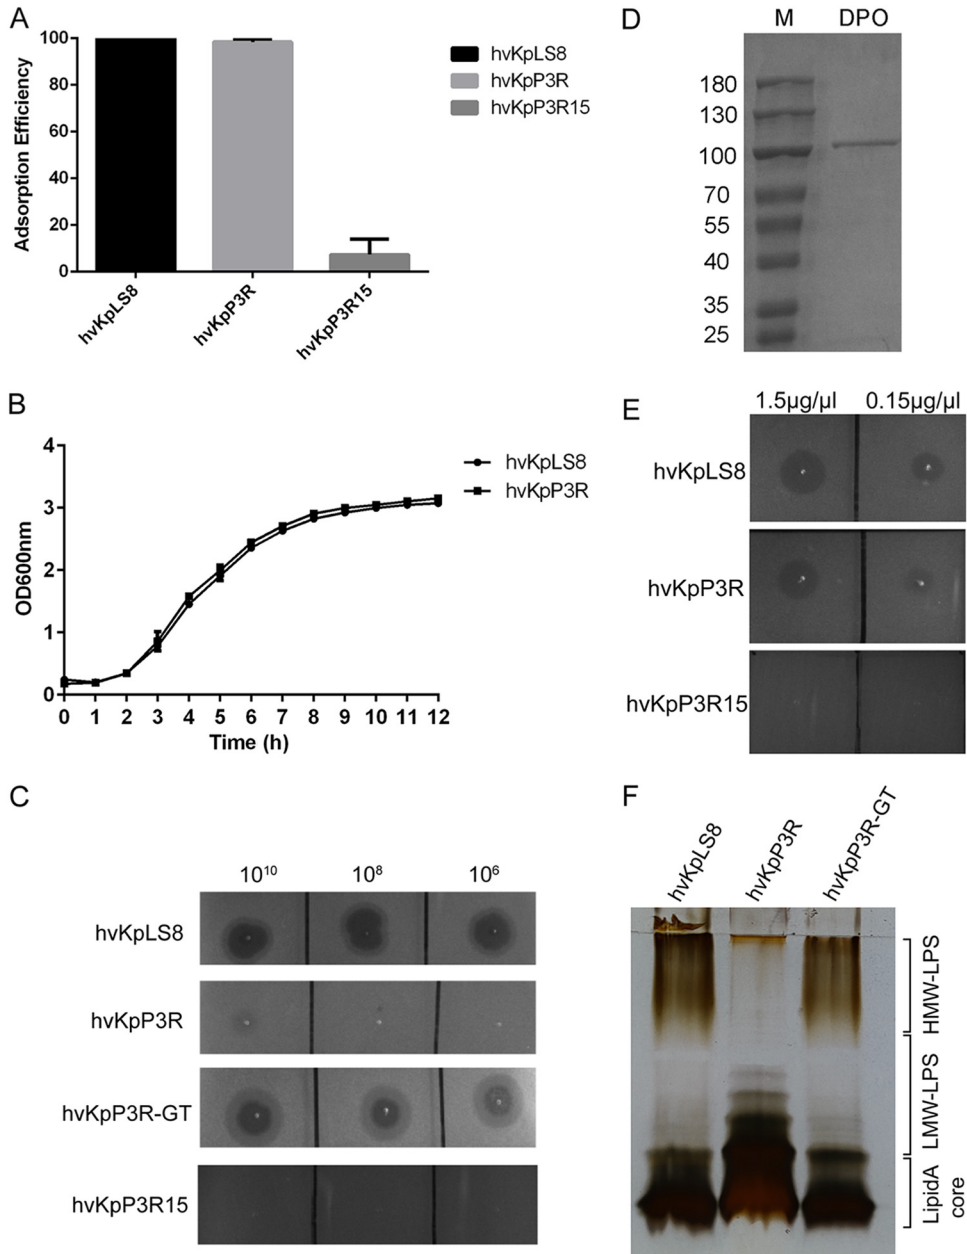 A
Adsorption Efficiency
100
80
60
40
20
0
hvKpLS8
hvKpP3R
hvKpP3R15
hvKpLS8
hvKpP3R
hvKpP3R15
B
OD600nm
4
3
2
1
0
0 1 2 3 4 5 6 7 8 9 10 11 12
Time (h)
hvKpLS8
hvKpP3R
C
10¹⁰ 10⁸ 10⁶
hvKpLS8
hvKpP3R
hvKpP3R-GT
hvKpP3R15
D
M DPO
180
130
100
70
55
40
35
25
E
1.5µg/µl 0.15µg/µl
hvKpLS8
hvKpP3R
hvKpP3R15
F
hvKpLS8
hvKpP3R
hvKpP3R-GT
HMW-LPS
LMW-LPS
LipidA
core